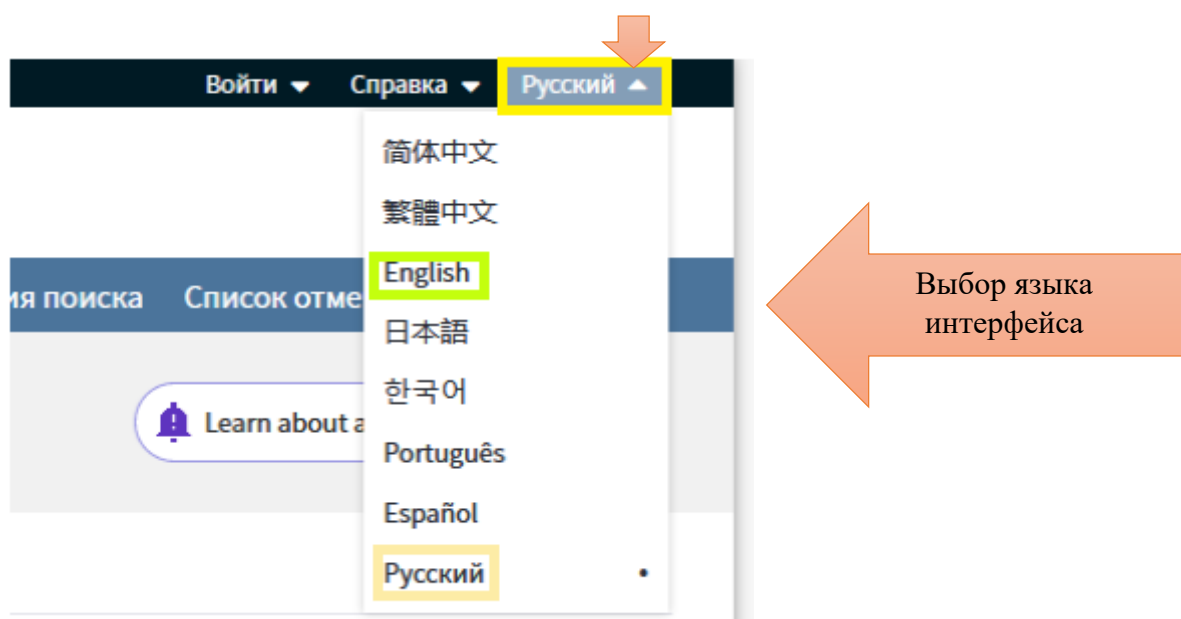 Войти Справка Русский
简体中文
繁體中文
English
ия поиска Список отме
日本語
한국어
Learn about a
Português
Español
Русский
Выбор языка
интерфейса